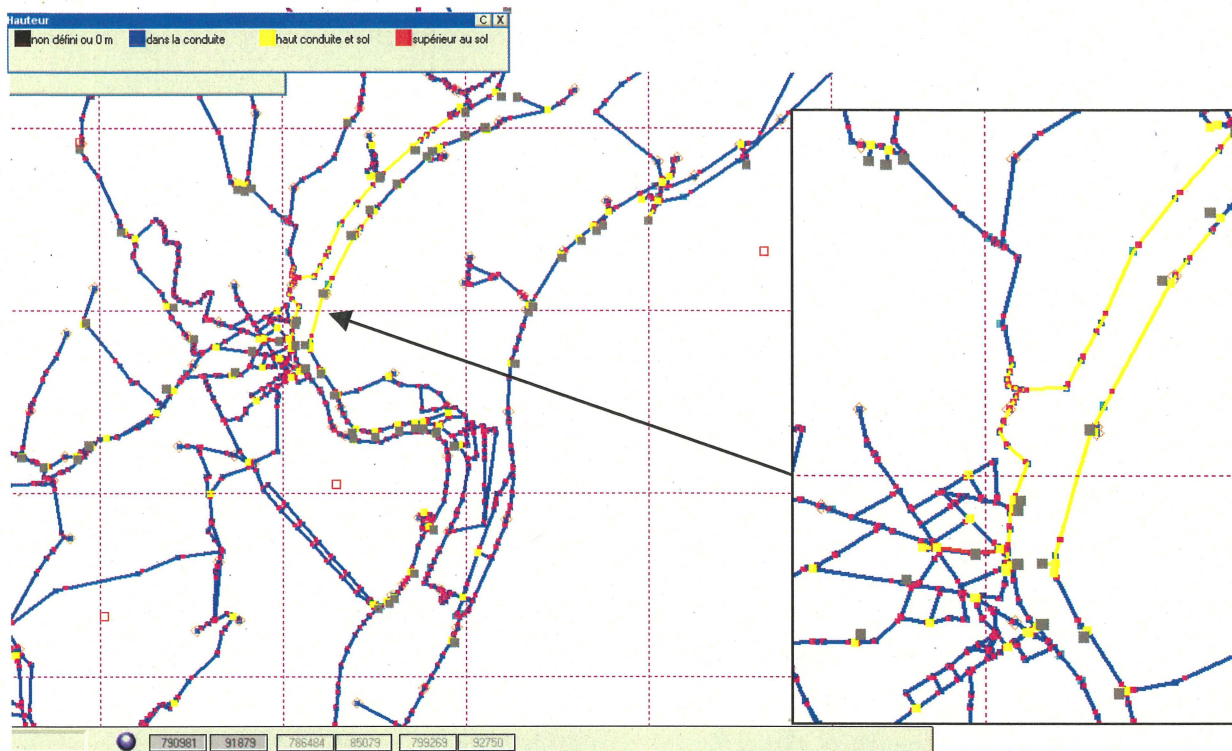 Hauteur C X
non défini ou 0 m dans la conduite haut conduite et sol supérieur au sol
790981 91879 786484 85079 799269 92750